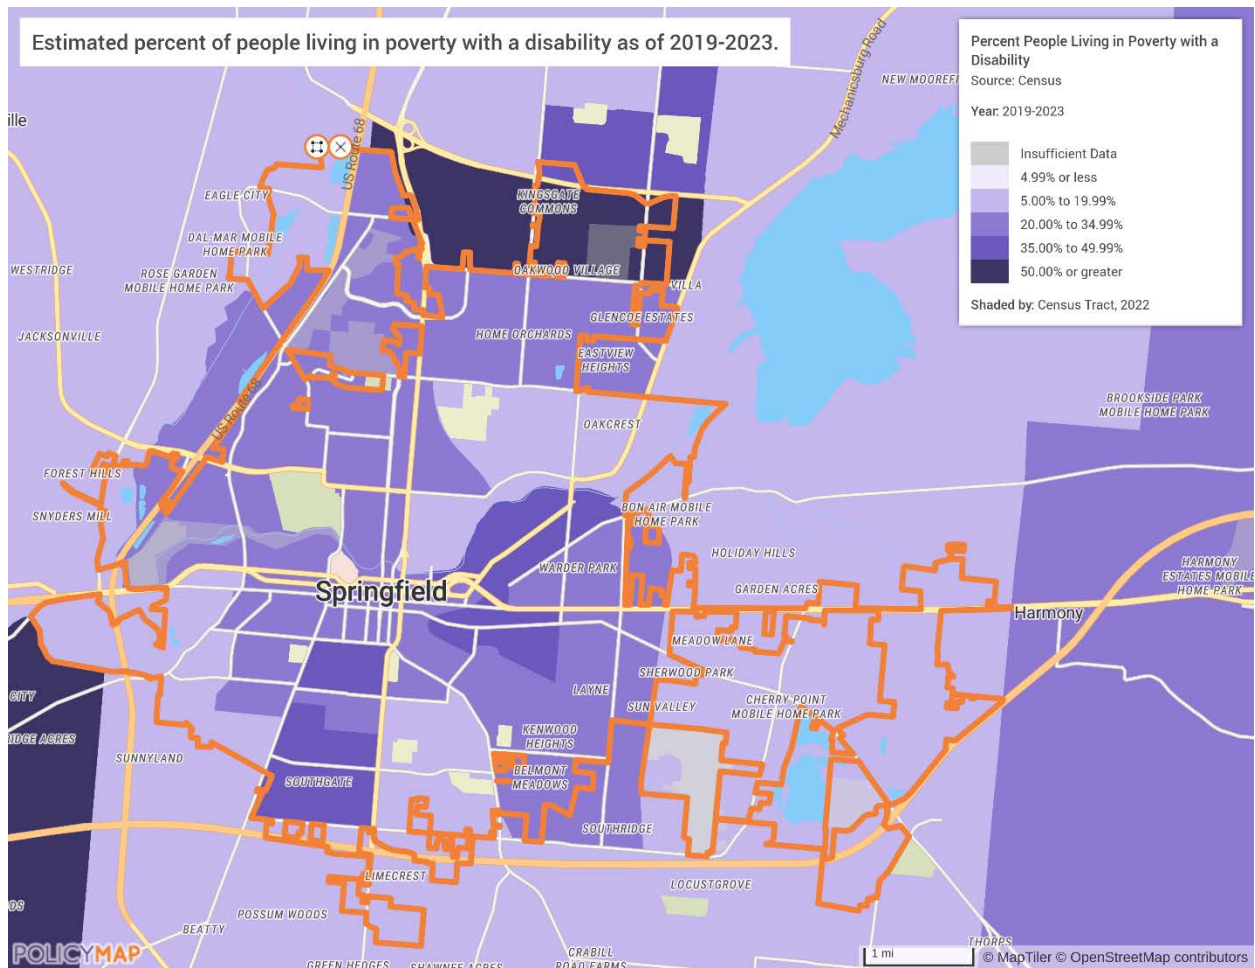 Estimated percent of people living in poverty with a disability as of 2019-2023.
Percent People Living in Poverty with a
Disability
Source: Census
Year: 2019-2023
Insufficient Data
4.99% or less
5.00% to 19.99%
20.00% to 34.99%
35.00% to 49.99%
50.00% or greater
Shaded by: Census Tract, 2022
Mechanicsburg Road
NEW MOOREFI
ille
US Route 68
EAGLE CITY
KINGSGATE
COMMONS
DAL-MAR MOBILE
HOME PARK
WESTRIDGE
ROSE GARDEN
MOBILE HOME PARK
OAKWOOD VILLAGE
VILLA
GLENCOE ESTATES
JACKSONVILLE
HOME ORCHARDS
EASTVIEW
HEIGHTS
US Route 68
BROOKSIDE PARK
MOBILE HOME PARK
OAKCREST
FOREST HILLS
SNYDERS MILL
BON AIR MOBILE
HOME PARK
HOLIDAY HILLS
WARDER PARK
HARMONY
ESTATES MOBILE
HOME PARK
Springfield
GARDEN ACRES
Harmony
MEADOW LANE
SHERWOOD PARK
CITY
LAYNE
SUN VALLEY
CHERRY POINT
MOBILE HOME PARK
RIDGE ACRES
SUNNYLAND
KENWOOD
HEIGHTS
SOUTHGATE
BELMONT
MEADOWS
SOUTHRIDGE
LIMECREST
LOCUSTGROVE
DS
POSSUM WOODS
BEATTY
THORPS
POLICYMAP
GREEN HEDGES
SHAWNEE ACRES
CRABILL
ROAD FARMS
1 mi
© MapTiler © OpenStreetMap contributors